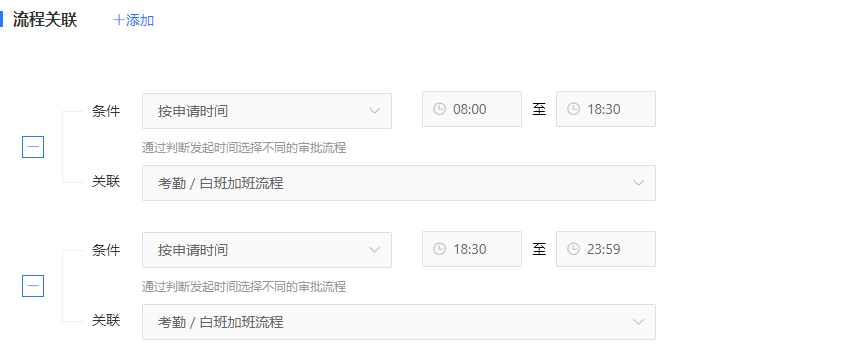 流程关联 +添加
条件 按申请时间 08:00 至 18:30
通过判断发起时间选择不同的审批流程
关联 考勤 / 白班加班流程
条件 按申请时间 18:30 至 23:59
通过判断发起时间选择不同的审批流程
关联 考勤 / 白班加班流程